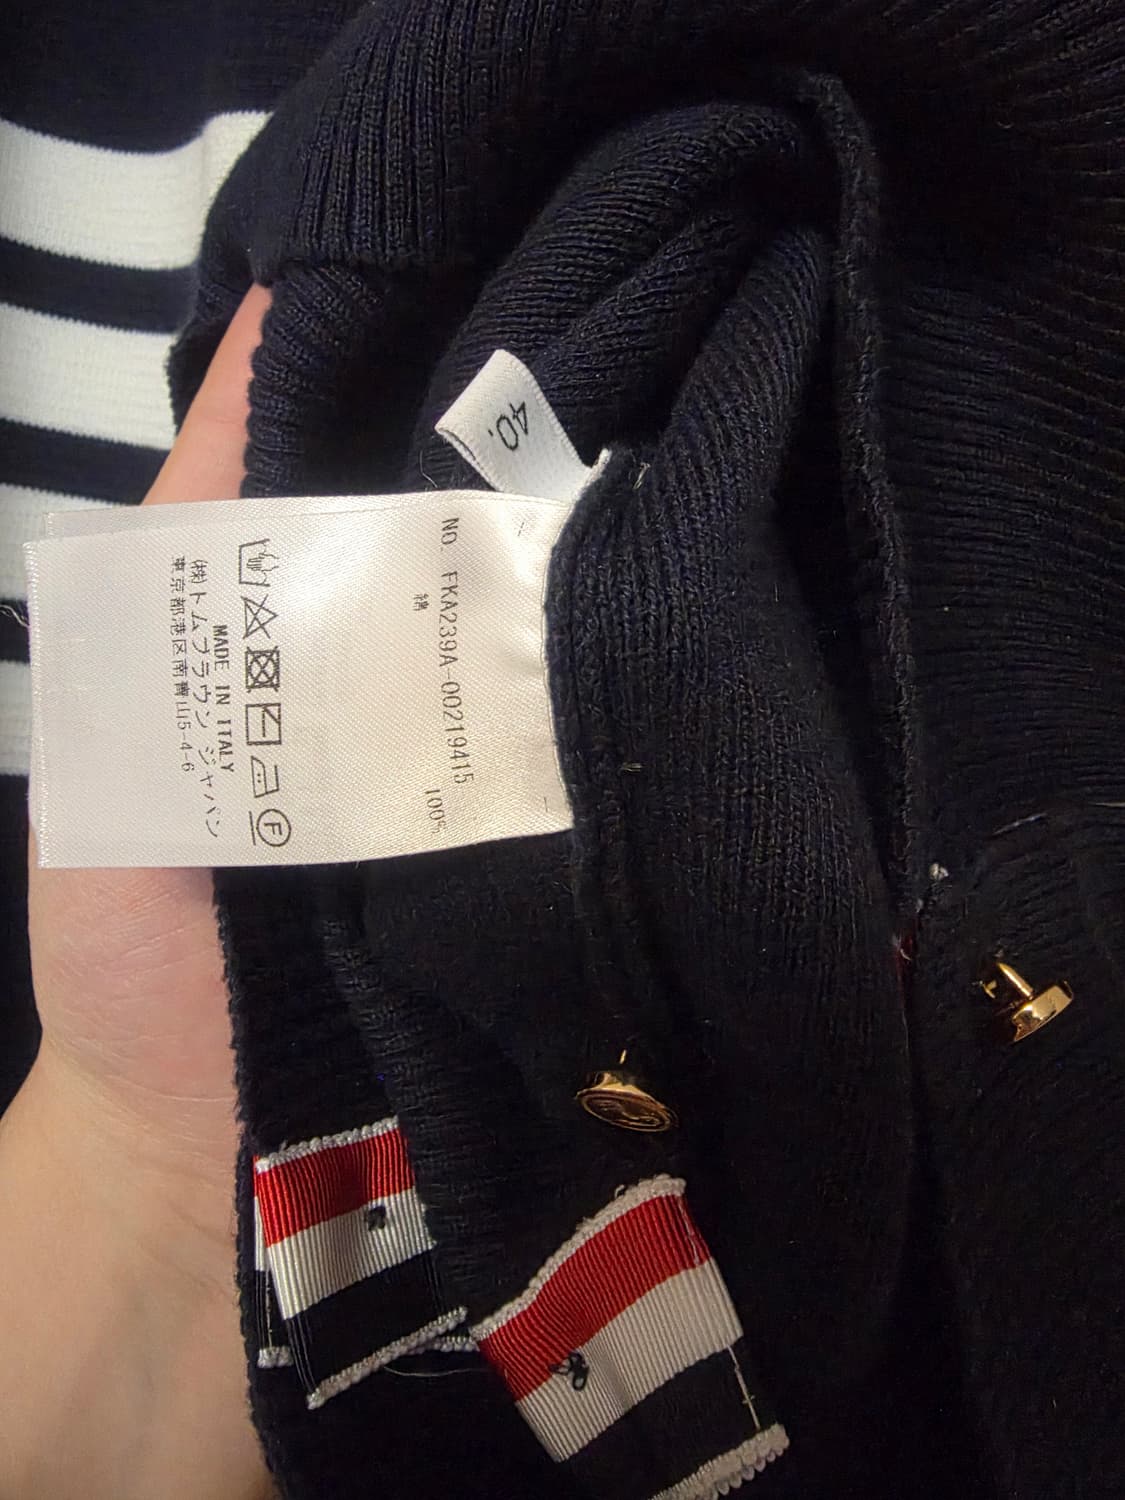 40.
NO. FKA239A-00219415
綿 100%
F
MADE IN ITALY
(株)トム ブラウン ジャパン
東京都港区南青山5-4-6